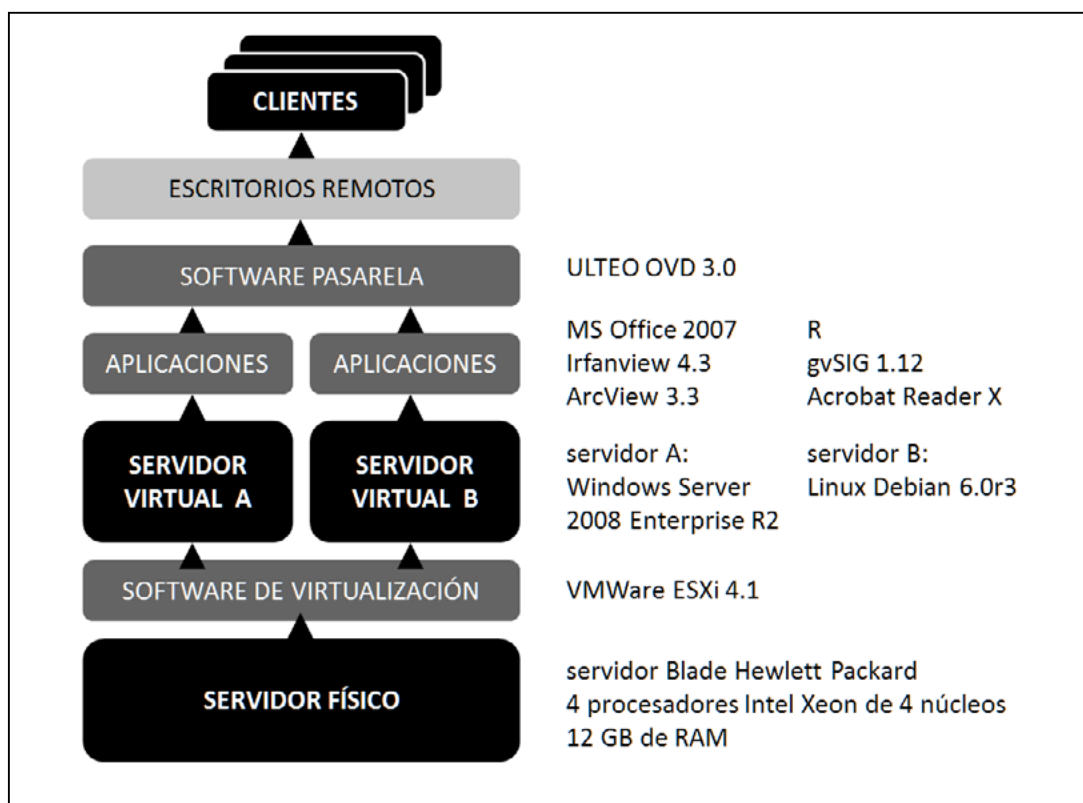 CLIENTES
ESCRITORIOS REMOTOS
SOFTWARE PASARELA
ULTEO OVD 3.0
APLICACIONES
APLICACIONES
MS Office 2007
Irfanview 4.3
ArcView 3.3
R
gvSIG 1.12
Acrobat Reader X
SERVIDOR
VIRTUAL A
SERVIDOR
VIRTUAL B
servidor A:
Windows Server
2008 Enterprise R2
servidor B:
Linux Debian 6.0r3
SOFTWARE DE VIRTUALIZACIÓN
VMWare ESXi 4.1
SERVIDOR FÍSICO
servidor Blade Hewlett Packard
4 procesadores Intel Xeon de 4 núcleos
12 GB de RAM